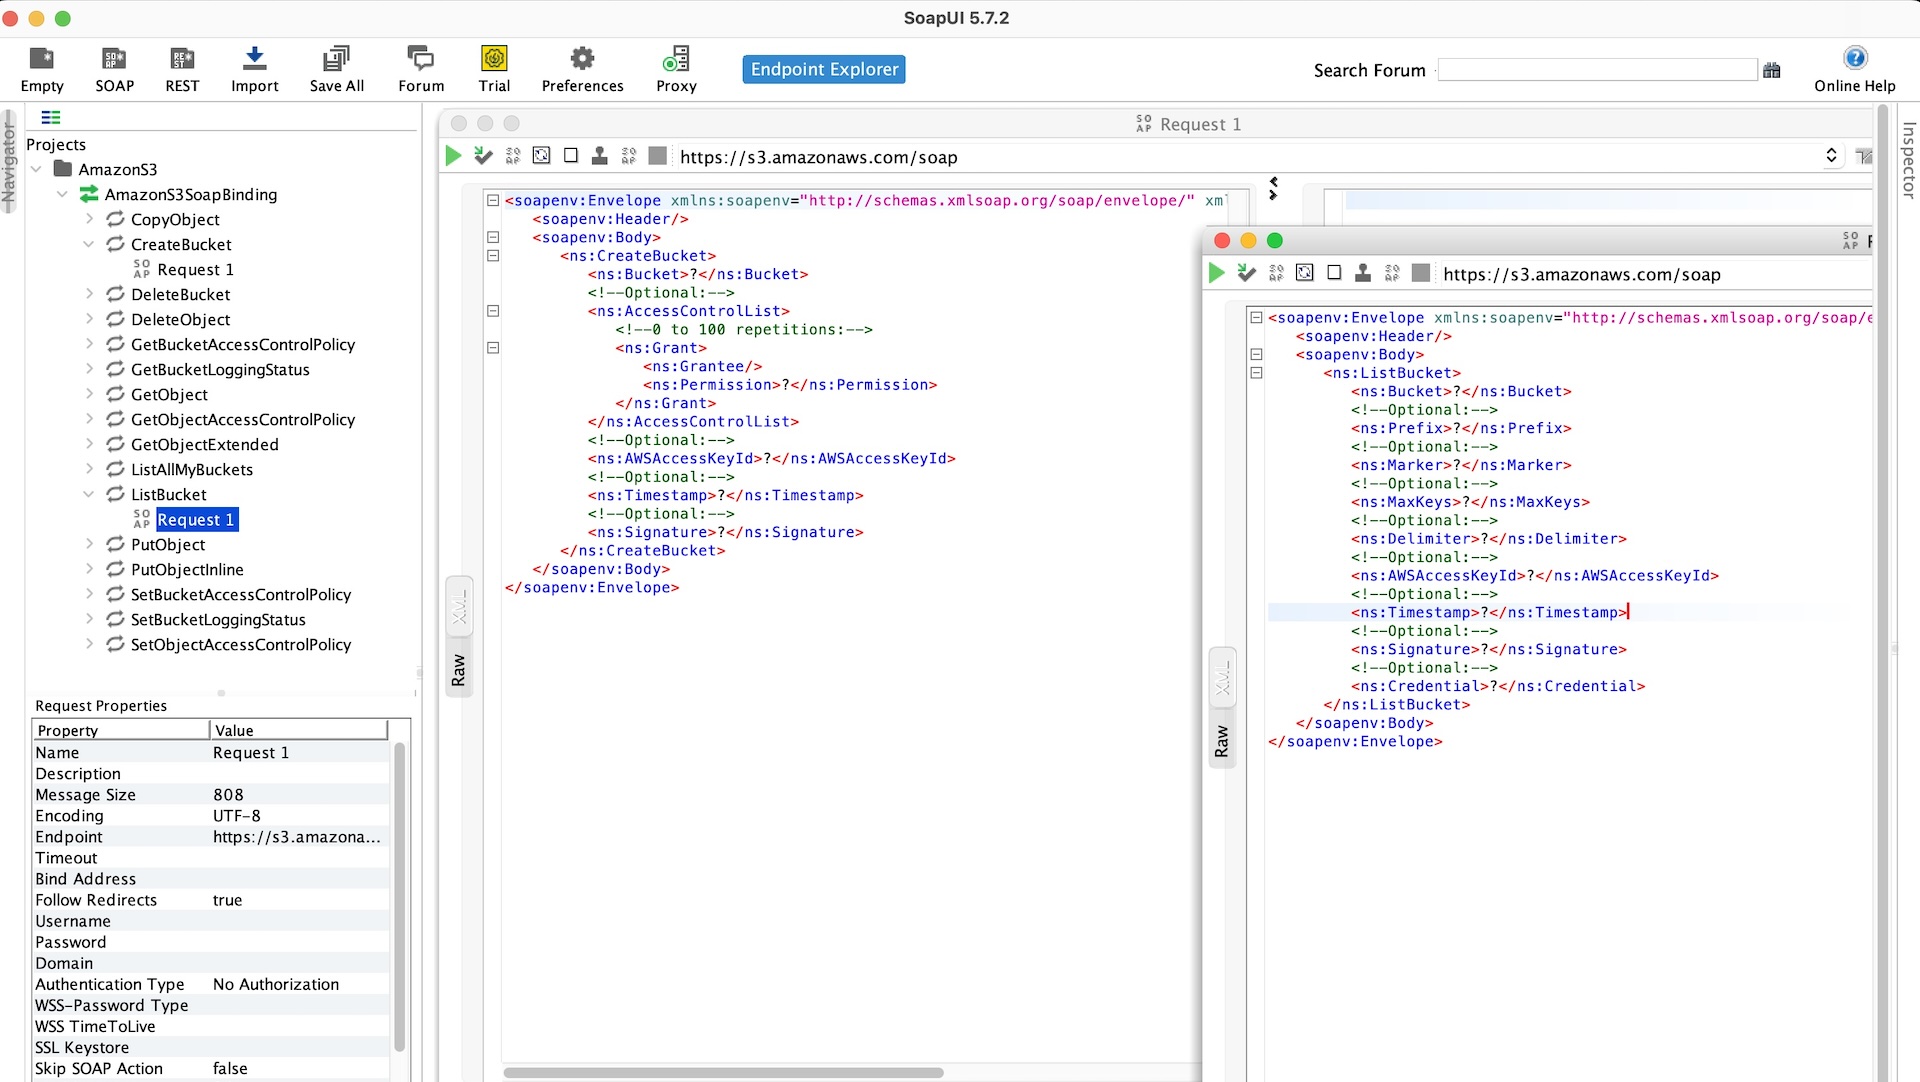 SoapUI 5.7.2
Empty
SOAP
REST
Import
Save All
Forum
Trial
Preferences
Proxy
Endpoint Explorer
Search Forum
Online Help
Navigator
Projects
AmazonS3
AmazonS3SoapBinding
CopyObject
CreateBucket
Request 1
DeleteBucket
DeleteObject
GetBucketAccessControlPolicy
GetBucketLoggingStatus
GetObject
GetObjectAccessControlPolicy
GetObjectExtended
ListAllMyBuckets
ListBucket
Request 1
PutObject
PutObjectInline
SetBucketAccessControlPolicy
SetBucketLoggingStatus
SetObjectAccessControlPolicy
Request Properties
Property Value
Name Request 1
Description
Message Size 808
Encoding UTF-8
Endpoint https://s3.amazona...
Timeout
Bind Address
Follow Redirects true
Username
Password
Domain
Authentication Type No Authorization
WSS-Password Type
WSS TimeToLive
SSL Keystore
Skip SOAP Action false
Request 1
https://s3.amazonaws.com/soap
<soapenv:Envelope xmlns:soapenv="http://schemas.xmlsoap.org/soap/envelope/" xml
<soapenv:Header/>
<soapenv:Body>
<ns:CreateBucket>
<ns:Bucket>?</ns:Bucket>
<!--Optional:-->
<ns:AccessControlList>
<!--0 to 100 repetitions:-->
<ns:Grant>
<ns:Grantee/>
<ns:Permission>?</ns:Permission>
</ns:Grant>
</ns:AccessControlList>
<!--Optional:-->
<ns:AWSAccessKeyId>?</ns:AWSAccessKeyId>
<!--Optional:-->
<ns:Timestamp>?</ns:Timestamp>
<!--Optional:-->
<ns:Signature>?</ns:Signature>
</ns:CreateBucket>
</soapenv:Body>
</soapenv:Envelope>
XML
Raw
https://s3.amazonaws.com/soap
<soapenv:Envelope xmlns:soapenv="http://schemas.xmlsoap.org/soap/e
<soapenv:Header/>
<soapenv:Body>
<ns:ListBucket>
<ns:Bucket>?</ns:Bucket>
<!--Optional:-->
<ns:Prefix>?</ns:Prefix>
<!--Optional:-->
<ns:Marker>?</ns:Marker>
<!--Optional:-->
<ns:MaxKeys>?</ns:MaxKeys>
<!--Optional:-->
<ns:Delimiter>?</ns:Delimiter>
<!--Optional:-->
<ns:AWSAccessKeyId>?</ns:AWSAccessKeyId>
<!--Optional:-->
<ns:Timestamp>?</ns:Timestamp>
<!--Optional:-->
<ns:Signature>?</ns:Signature>
<!--Optional:-->
<ns:Credential>?</ns:Credential>
</ns:ListBucket>
</soapenv:Body>
</soapenv:Envelope>
XML
Raw
Inspector